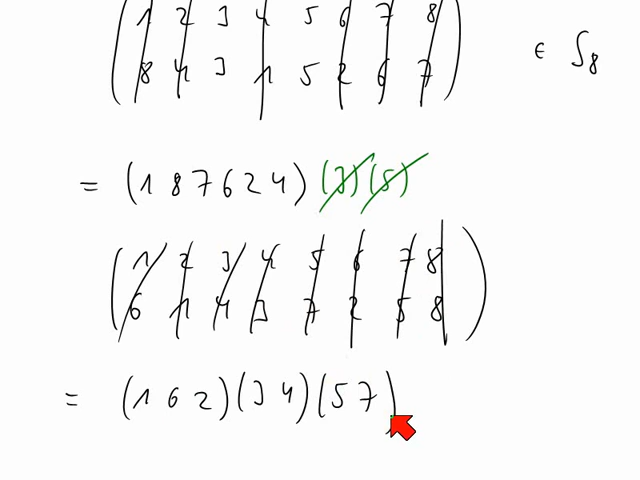 ( 1 2 3 4 5 6 7 8 )
( 8 4 3 1 5 2 6 7 ) ∈ S₈
= (1 8 7 6 2 4) (3) (5)
( 1 2 3 4 5 6 7 8 )
( 6 1 4 3 7 2 5 8 )
= (1 6 2) (3 4) (5 7)